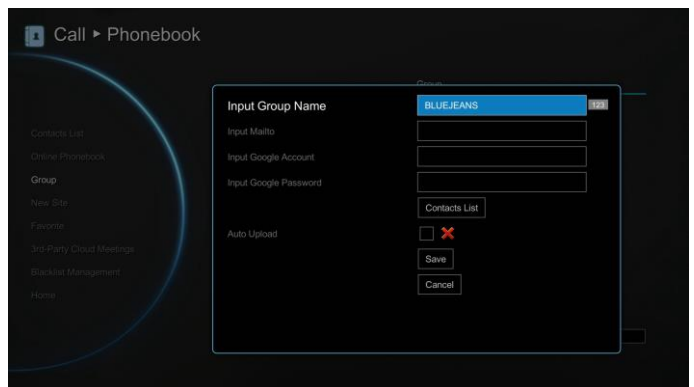 Call ▸ Phonebook
Group
Contacts List
Online Phonebook
Group
New Site
Favorite
3rd-Party Cloud Meetings
Blacklist Management
Home
Input Group Name
BLUEJEANS
123
Input Mailto
Input Google Account
Input Google Password
Contacts List
Auto Upload
Save
Cancel